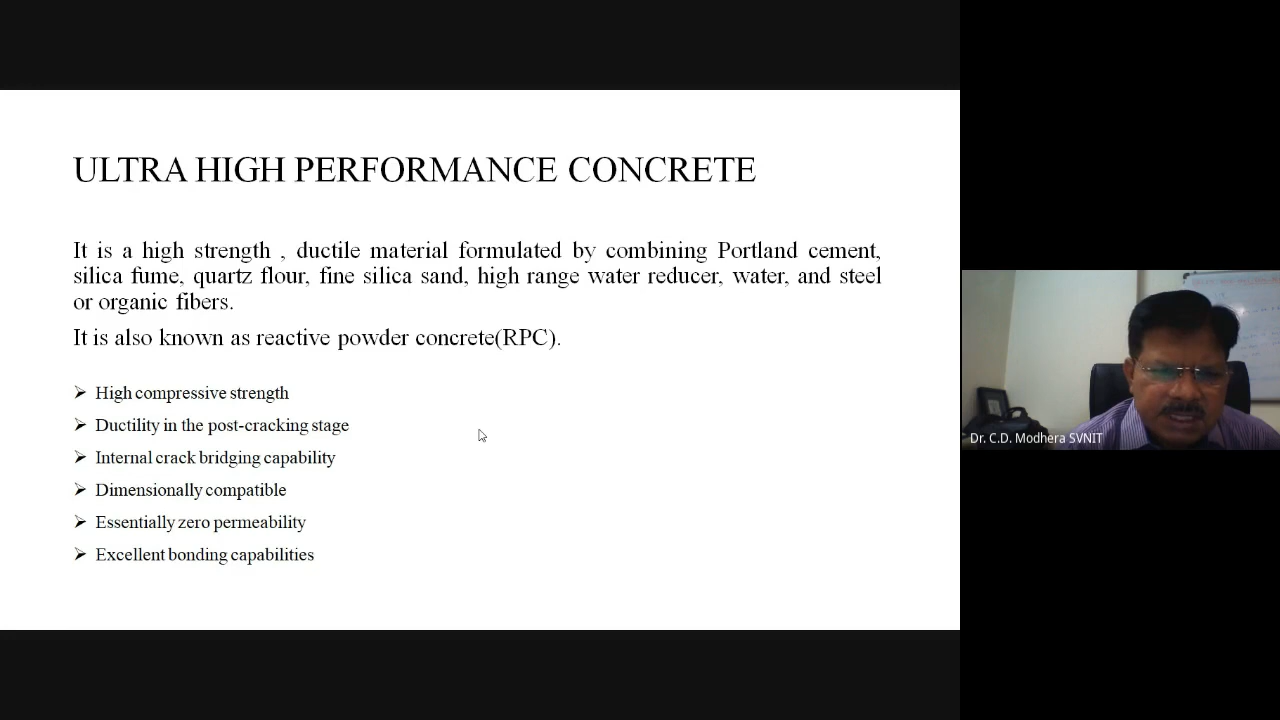 ULTRA HIGH PERFORMANCE CONCRETE
It is a high strength , ductile material formulated by combining Portland cement,
silica fume, quartz flour, fine silica sand, high range water reducer, water, and steel
or organic fibers.
It is also known as reactive powder concrete(RPC).
High compressive strength
Ductility in the post-cracking stage
Internal crack bridging capability
Dimensionally compatible
Essentially zero permeability
Excellent bonding capabilities
Dr. C.D. Modhera SVNIT